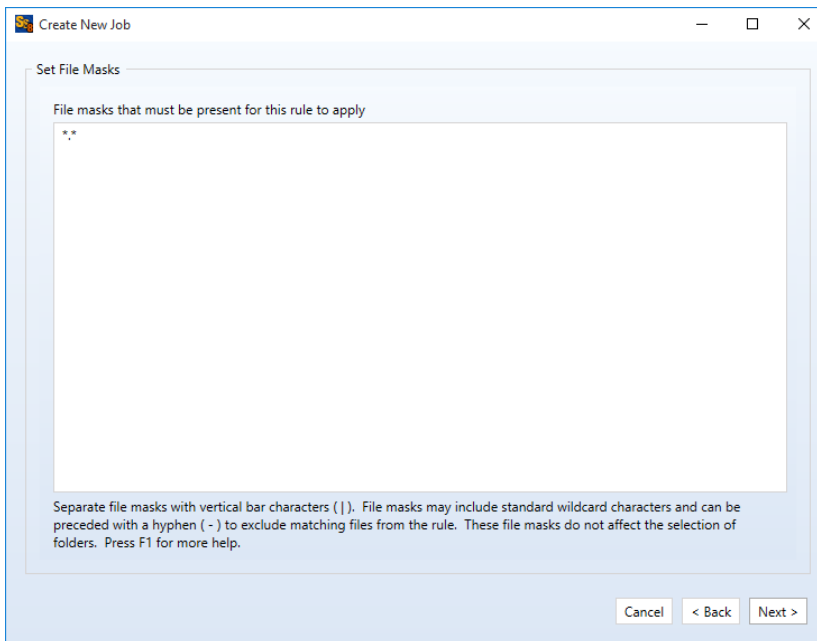 Create New Job
Set File Masks
File masks that must be present for this rule to apply
*.*
Separate file masks with vertical bar characters ( | ).  File masks may include standard wildcard characters and can be
preceded with a hyphen ( - ) to exclude matching files from the rule.  These file masks do not affect the selection of
folders.  Press F1 for more help.
Cancel
< Back
Next >